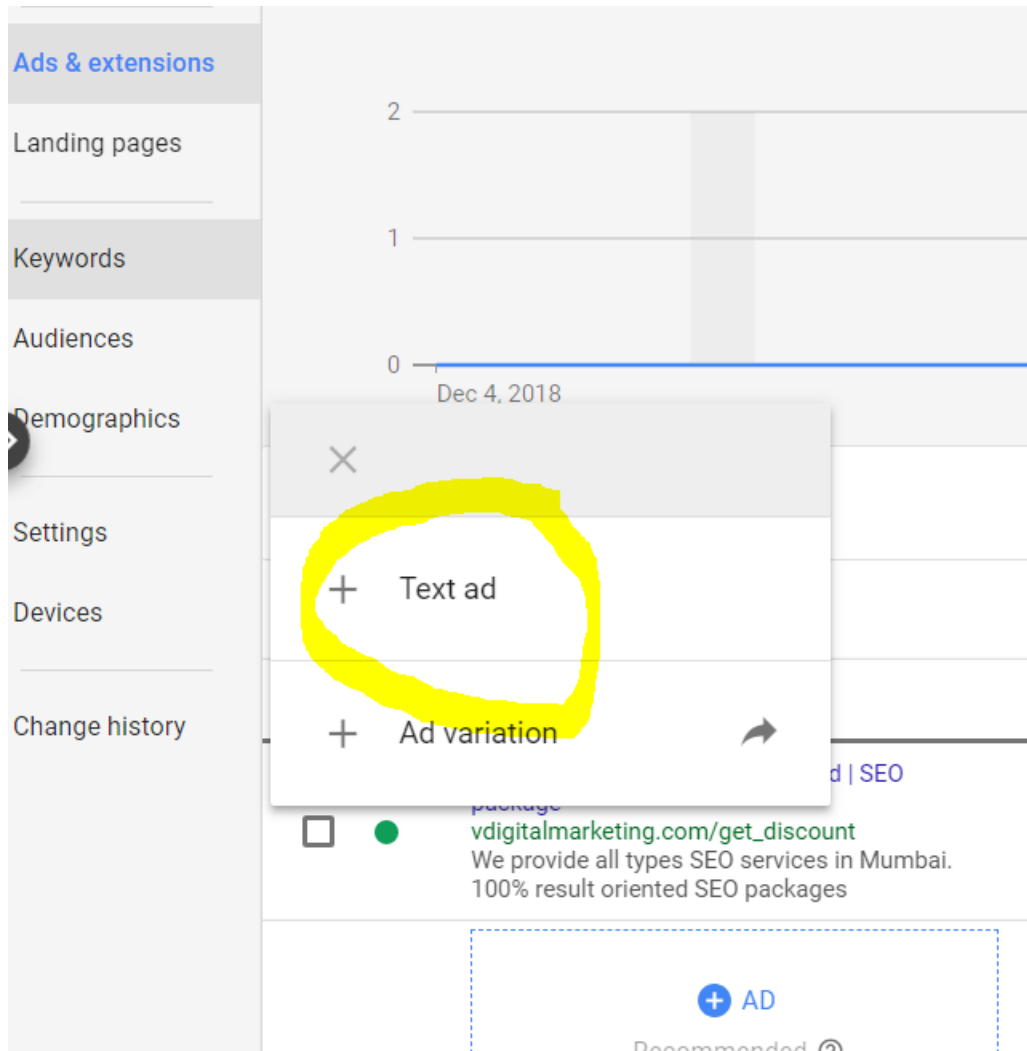 Ads & extensions
Landing pages
Keywords
Audiences
Demographics
Settings
Devices
Change history
2
1
0
Dec 4, 2018
Text ad
Ad variation
d | SEO
package
vdigitalmarketing.com/get_discount
We provide all types SEO services in Mumbai.
100% result oriented SEO packages
AD
Recommended